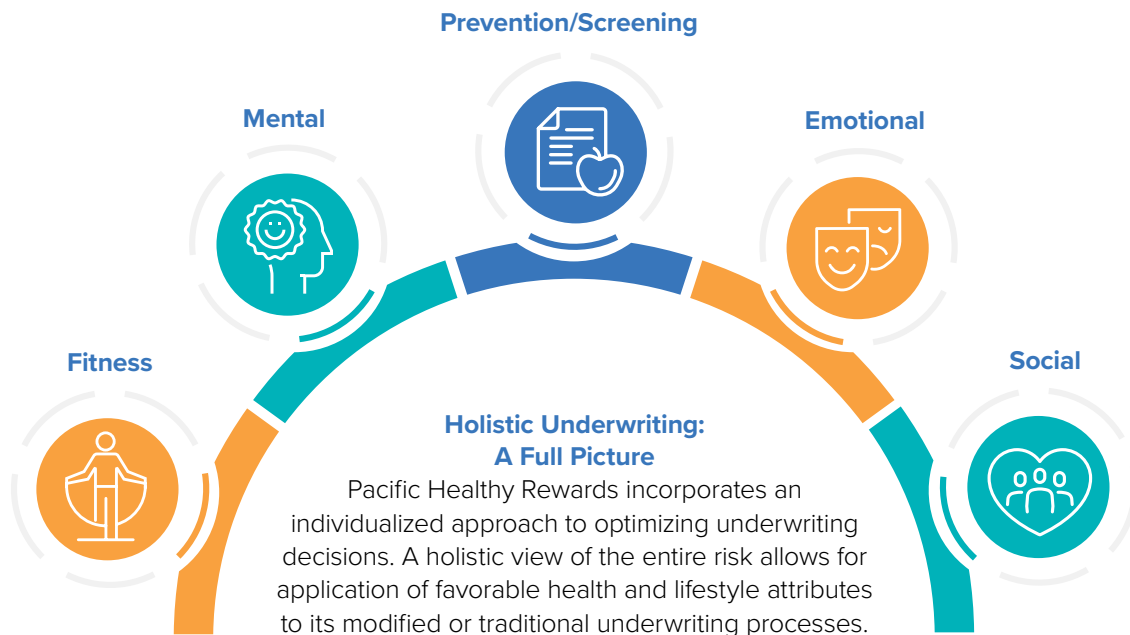 Prevention/Screening
Mental
Emotional
Fitness
Social
Holistic Underwriting:
A Full Picture
Pacific Healthy Rewards incorporates an
individualized approach to optimizing underwriting
decisions. A holistic view of the entire risk allows for
application of favorable health and lifestyle attributes
to its modified or traditional underwriting processes.